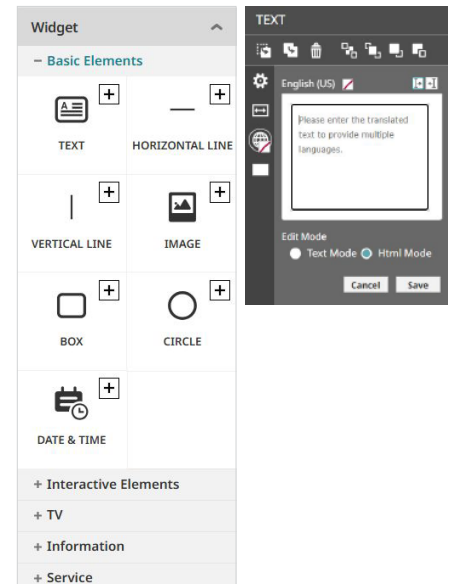 Widget
− Basic Elements
TEXT
HORIZONTAL LINE
VERTICAL LINE
IMAGE
BOX
CIRCLE
DATE & TIME
+ Interactive Elements
+ TV
+ Information
+ Service
TEXT
English (US)
Please enter the translated
text to provide multiple
languages.
Edit Mode
Text Mode Html Mode
Cancel Save